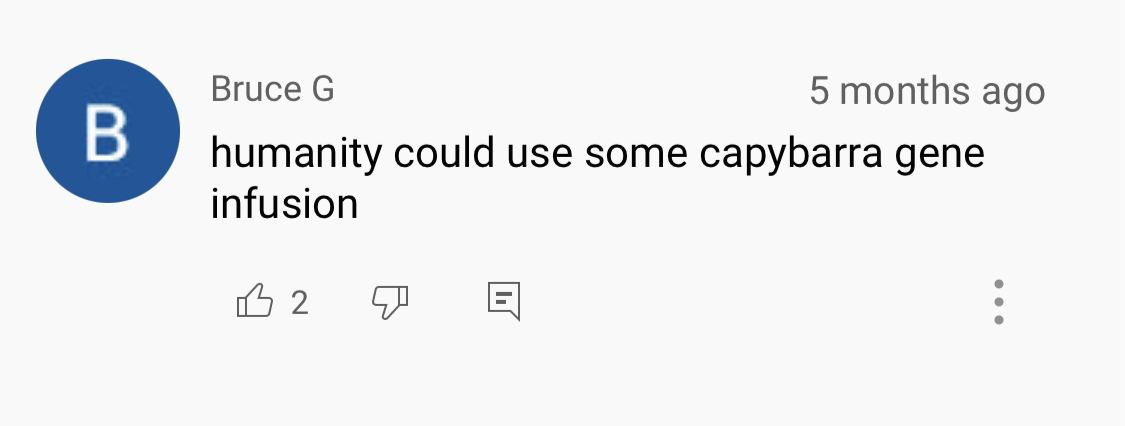 B
Bruce G 5 months ago
humanity could use some capybarra gene
infusion
2